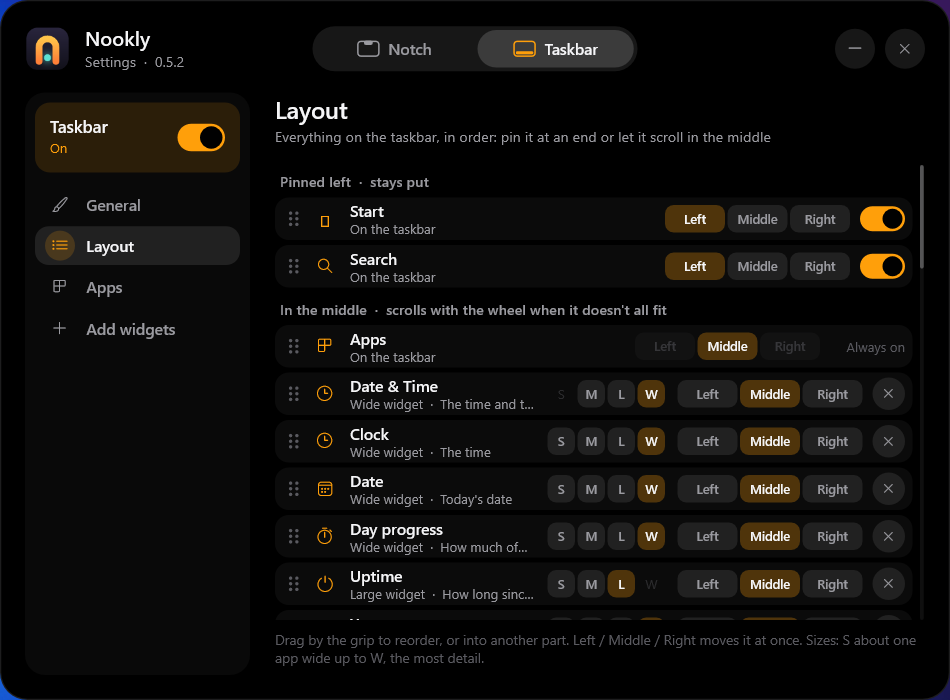 Nookly
Settings · 0.5.2
Notch
Taskbar
Taskbar
On
General
Layout
Apps
Add widgets
Layout
Everything on the taskbar, in order: pin it at an end or let it scroll in the middle
Pinned left · stays put
Start
On the taskbar
Left Middle Right
Search
On the taskbar
Left Middle Right
In the middle · scrolls with the wheel when it doesn't all fit
Apps
On the taskbar
Left Middle Right Always on
Date & Time
Wide widget · The time and t...
S M L W Left Middle Right
Clock
Wide widget · The time
S M L W Left Middle Right
Date
Wide widget · Today's date
S M L W Left Middle Right
Day progress
Wide widget · How much of...
S M L W Left Middle Right
Uptime
Large widget · How long sinc...
S M L W Left Middle Right
Drag by the grip to reorder, or into another part. Left / Middle / Right moves it at once. Sizes: S about one
app wide up to W, the most detail.